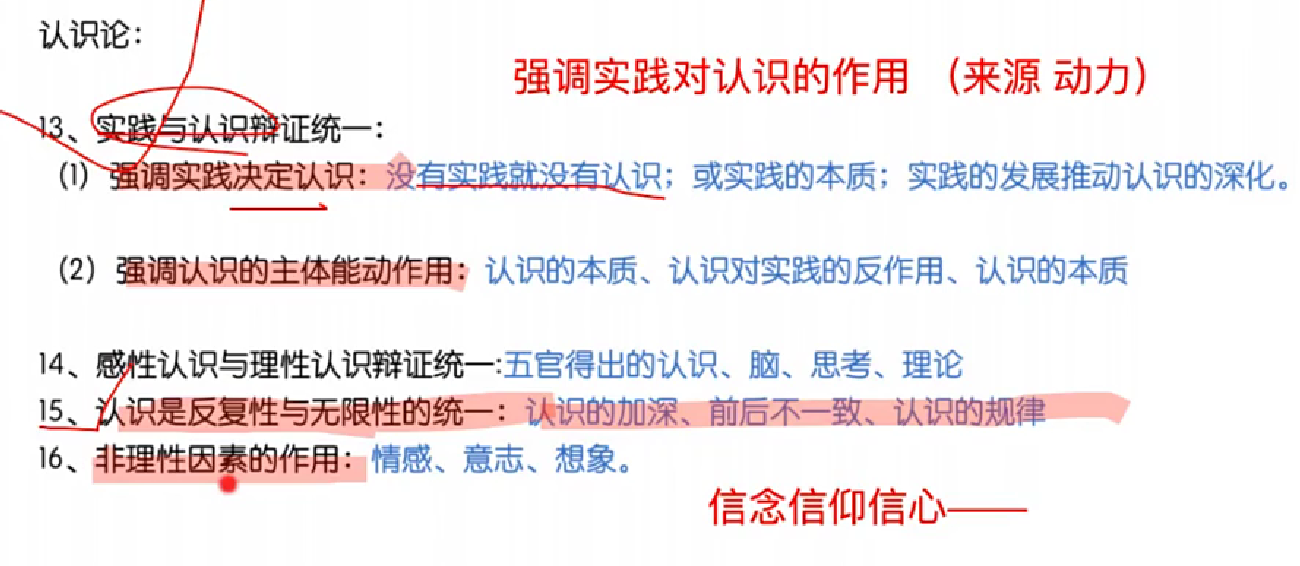 认识论：
强调实践对认识的作用 （来源 动力）
13、实践与认识辩证统一：
（1）强调实践决定认识：没有实践就没有认识；或实践的本质；实践的发展推动认识的深化。
（2）强调认识的主体能动作用：认识的本质、认识对实践的反作用、认识的本质
14、感性认识与理性认识辩证统一:五官得出的认识、脑、思考、理论
15、认识是反复性与无限性的统一：认识的加深、前后不一致、认识的规律
16、非理性因素的作用：情感、意志、想象。
信念信仰信心——